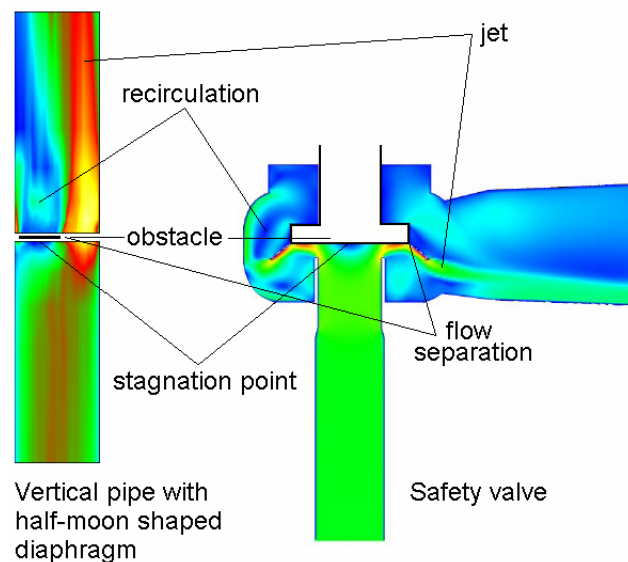 jet
recirculation
obstacle
flow
separation
stagnation point
Vertical pipe with
half-moon shaped
diaphragm
Safety valve